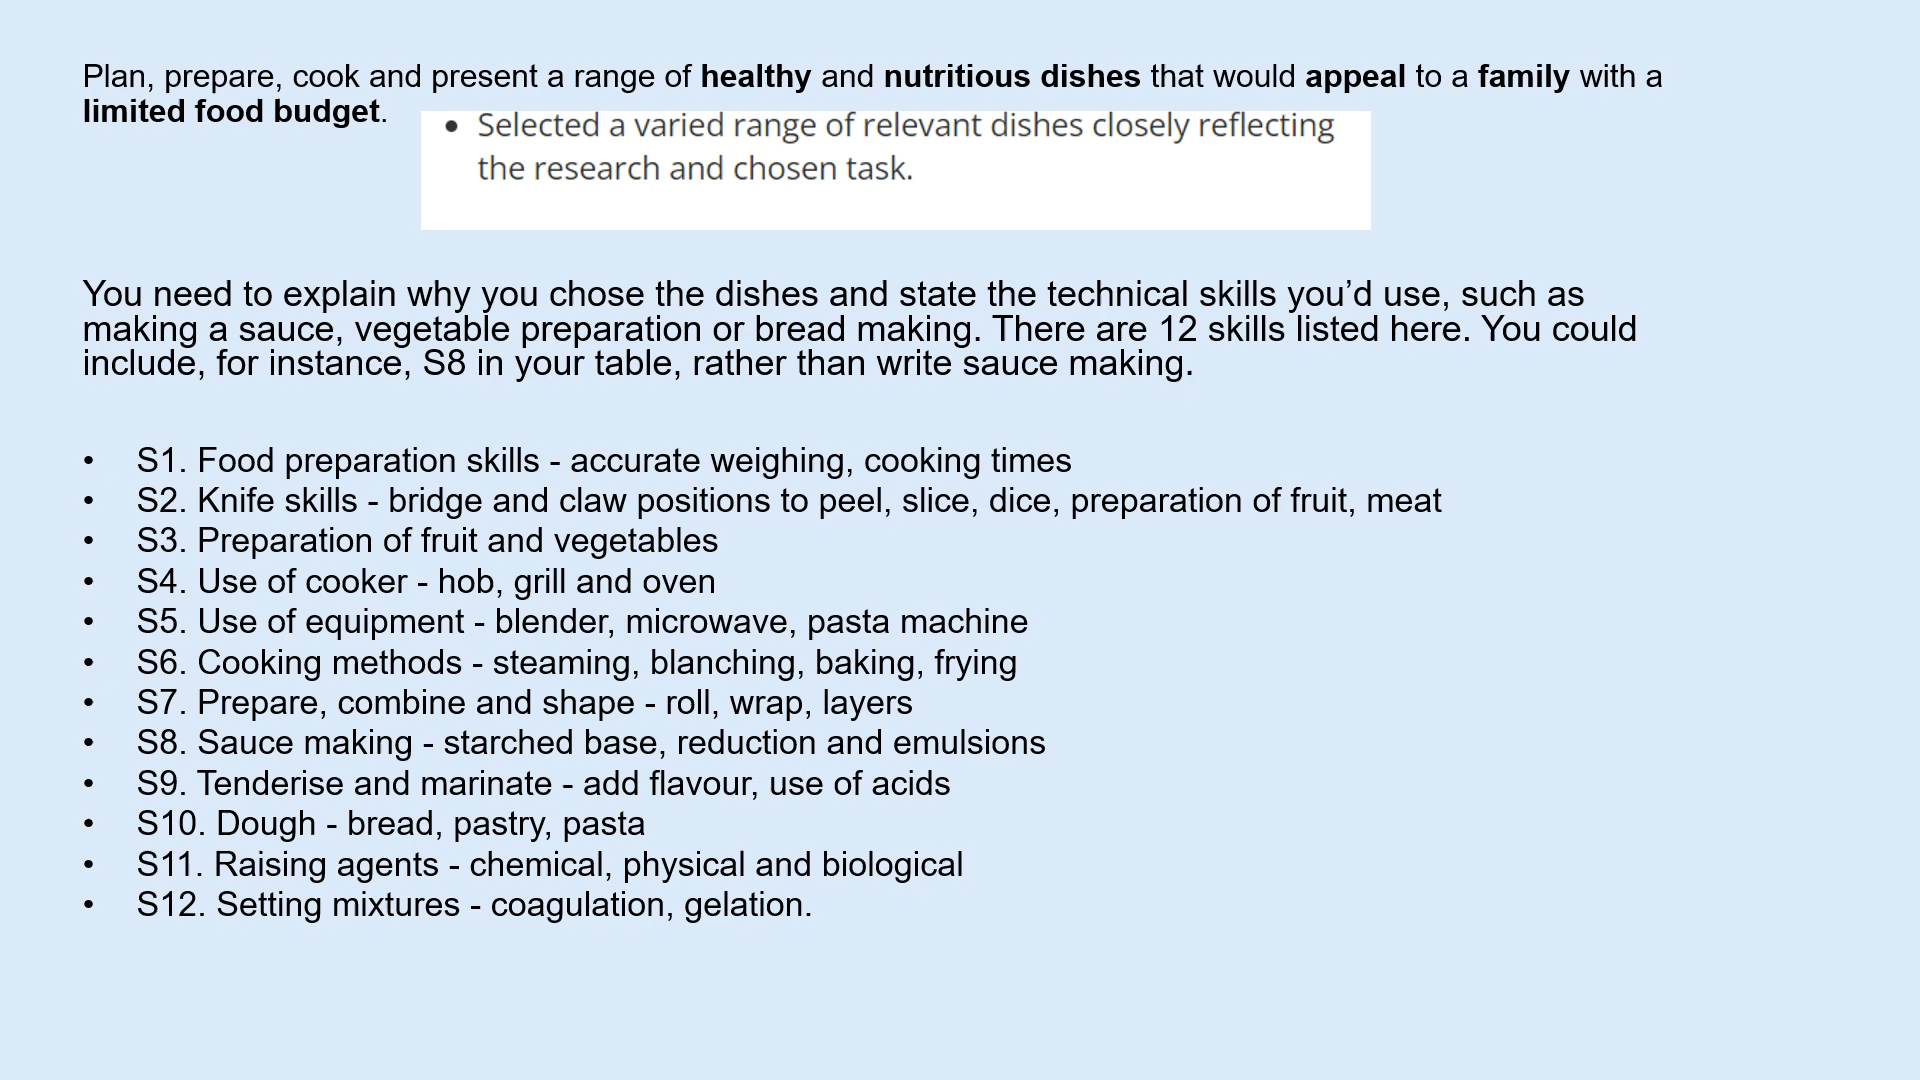 Plan, prepare, cook and present a range of healthy and nutritious dishes that would appeal to a family with a
limited food budget.
• Selected a varied range of relevant dishes closely reflecting
the research and chosen task.
You need to explain why you chose the dishes and state the technical skills you’d use, such as
making a sauce, vegetable preparation or bread making. There are 12 skills listed here. You could
include, for instance, S8 in your table, rather than write sauce making.
• S1. Food preparation skills - accurate weighing, cooking times
• S2. Knife skills - bridge and claw positions to peel, slice, dice, preparation of fruit, meat
• S3. Preparation of fruit and vegetables
• S4. Use of cooker - hob, grill and oven
• S5. Use of equipment - blender, microwave, pasta machine
• S6. Cooking methods - steaming, blanching, baking, frying
• S7. Prepare, combine and shape - roll, wrap, layers
• S8. Sauce making - starched base, reduction and emulsions
• S9. Tenderise and marinate - add flavour, use of acids
• S10. Dough - bread, pastry, pasta
• S11. Raising agents - chemical, physical and biological
• S12. Setting mixtures - coagulation, gelation.